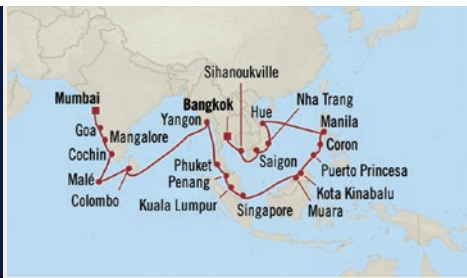 Sihanoukville
Nha Trang
Mumbai
Bangkok
Hue
Yangon
Manila
Goa
Mangalore
Coron
Cochin
Saigon
Puerto Princesa
Phuket
Malé
Penang
Kota Kinabalu
Colombo
Kuala Lumpur
Singapore
Muara